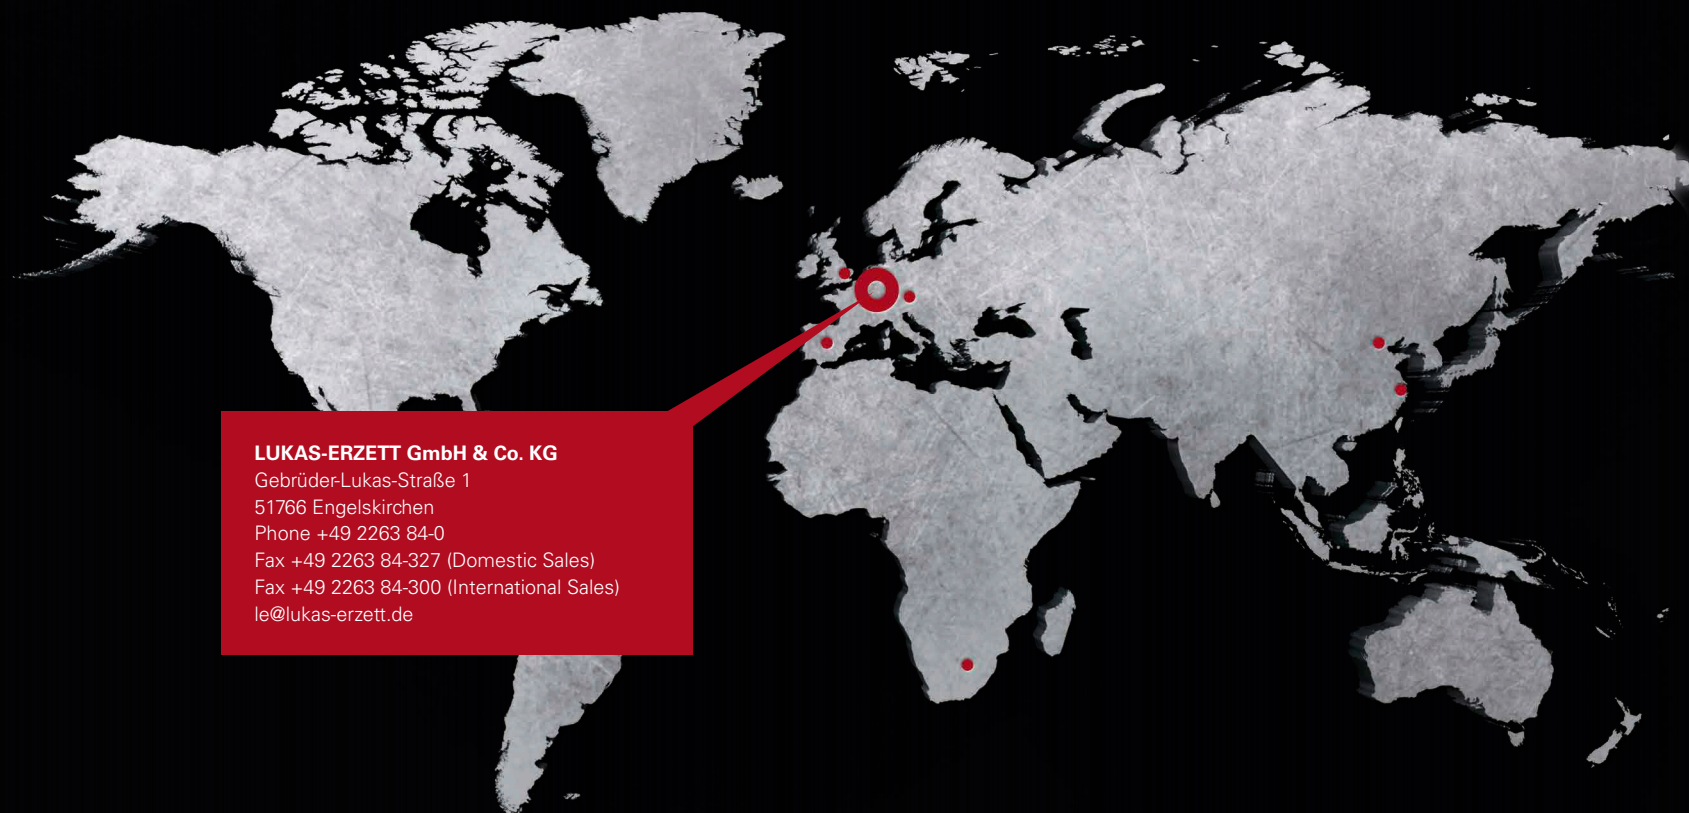 LUKAS-ERZETT GmbH & Co. KG
Gebrüder-Lukas-Straße 1
51766 Engelskirchen
Phone +49 2263 84-0
Fax +49 2263 84-327 (Domestic Sales)
Fax +49 2263 84-300 (International Sales)
le@lukas-erzett.de